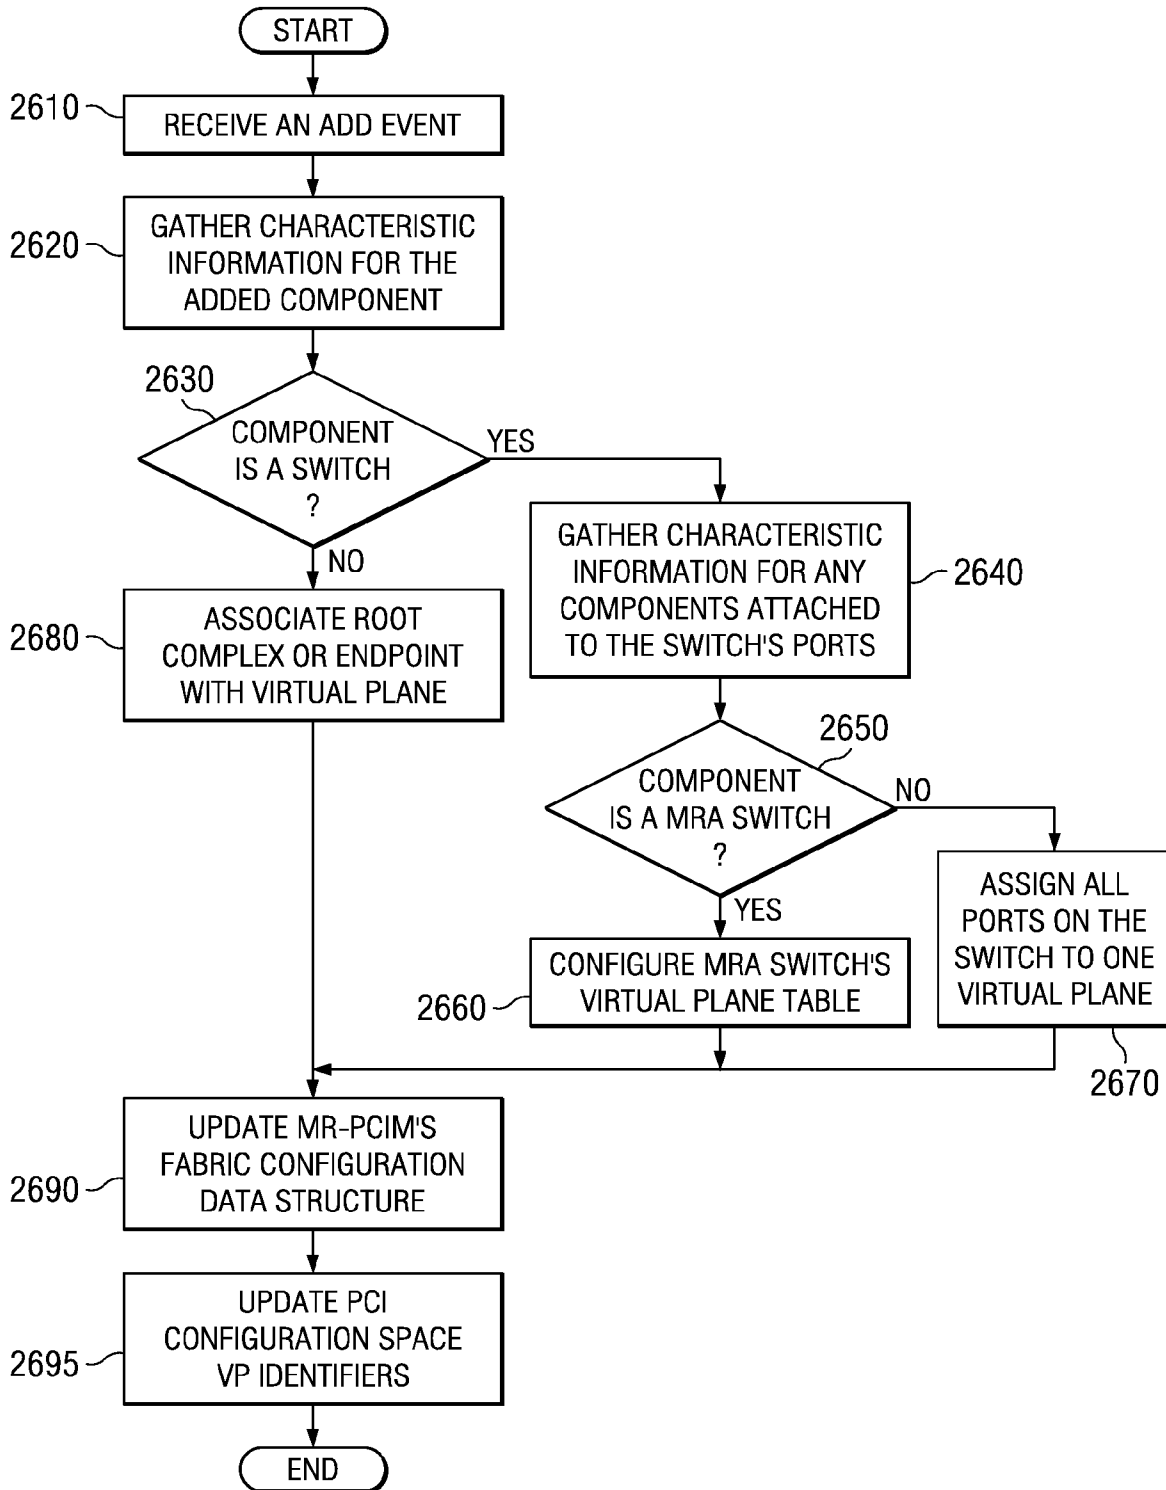 START
2610
RECEIVE AN ADD EVENT
2620
GATHER CHARACTERISTIC
INFORMATION FOR THE
ADDED COMPONENT
2630
COMPONENT
IS A SWITCH
?
YES
NO
GATHER CHARACTERISTIC
INFORMATION FOR ANY
COMPONENTS ATTACHED
TO THE SWITCH'S PORTS
2640
2680
ASSOCIATE ROOT
COMPLEX OR ENDPOINT
WITH VIRTUAL PLANE
2650
COMPONENT
IS A MRA SWITCH
?
NO
YES
ASSIGN ALL
PORTS ON THE
SWITCH TO ONE
VIRTUAL PLANE
2670
CONFIGURE MRA SWITCH'S
VIRTUAL PLANE TABLE
2660
UPDATE MR-PCIM'S
FABRIC CONFIGURATION
DATA STRUCTURE
2690
UPDATE PCI
CONFIGURATION SPACE
VP IDENTIFIERS
2695
END